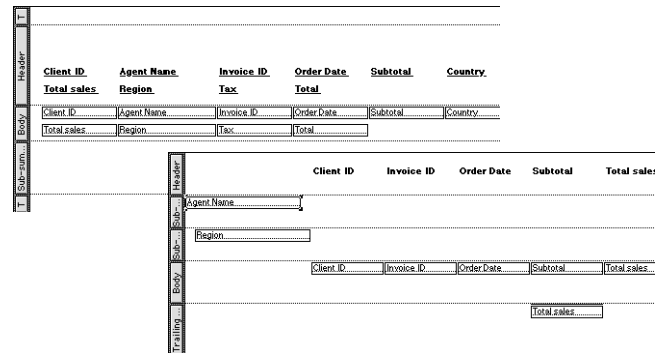 T
Header
Client ID Agent Name Invoice ID Order Date Subtotal Country
Total sales Region Tax Total
Body
Client ID Agent Name Invoice ID Order Date Subtotal Country
Total sales Region Tax Total
Sub-sum...
T
Header
Client ID Invoice ID Order Date Subtotal Total sales
Sub-...
Agent Name
Sub-...
Region
Body
Client ID Invoice ID Order Date Subtotal Total sales
Trailing ...
Total sales